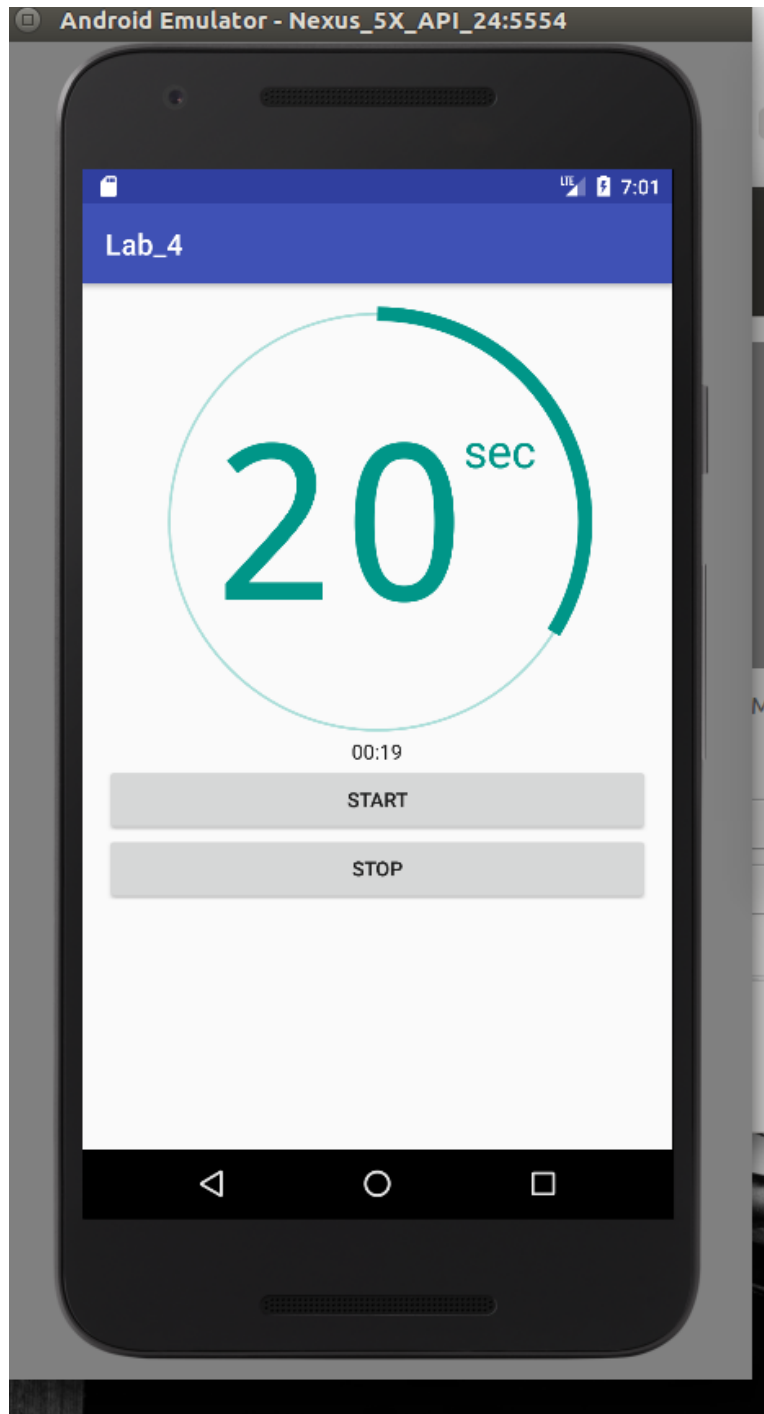 Android Emulator - Nexus_5X_API_24:5554
LTE 7:01
Lab_4
20 sec
00:19
START
STOP